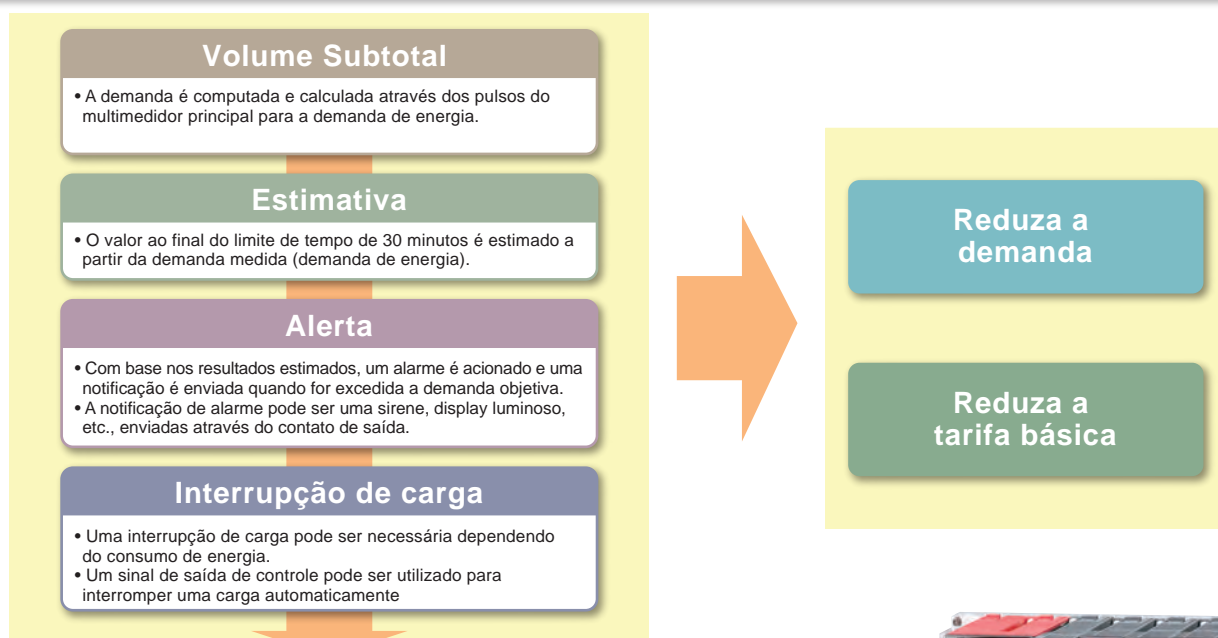 Volume Subtotal
• A demanda é computada e calculada através dos pulsos do
multimedidor principal para a demanda de energia.
Estimativa
• O valor ao final do limite de tempo de 30 minutos é estimado a
partir da demanda medida (demanda de energia).
Alerta
• Com base nos resultados estimados, um alarme é acionado e uma
notificação é enviada quando for excedida a demanda objetiva.
• A notificação de alarme pode ser uma sirene, display luminoso,
etc., enviadas através do contato de saída.
Interrupção de carga
• Uma interrupção de carga pode ser necessária dependendo
do consumo de energia.
• Um sinal de saída de controle pode ser utilizado para
interromper uma carga automaticamente
Reduza a
demanda
Reduza a
tarifa básica